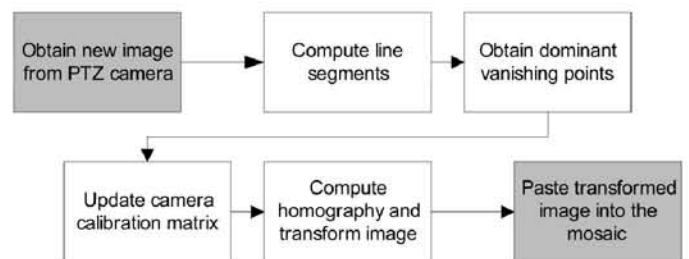 Obtain new image
from PTZ camera
Compute line
segments
Obtain dominant
vanishing points
Update camera
calibration matrix
Compute
homography and
transform image
Paste transformed
image into the
mosaic